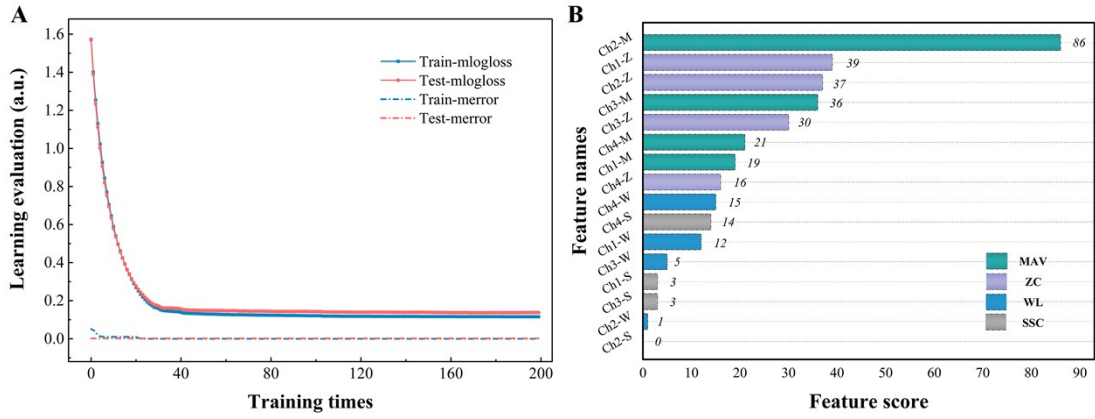 A
Learning evaluation (a.u.)
1.6
1.4
1.2
1.0
0.8
0.6
0.4
0.2
0.0
Train-mlogloss
Test-mlogloss
Train-merror
Test-merror
0 40 80 120 160 200
Training times
B
Feature names
Ch2-M 86
Ch1-Z 39
Ch2-Z 37
Ch3-M 36
Ch3-Z 30
Ch4-M 21
Ch1-M 19
Ch4-Z 16
Ch4-W 15
Ch4-S 14
Ch1-W 12
Ch3-W 5
Ch1-S 3
Ch3-S 3
Ch2-W 1
Ch2-S 0
MAV
ZC
WL
SSC
0 10 20 30 40 50 60 70 80 90
Feature score